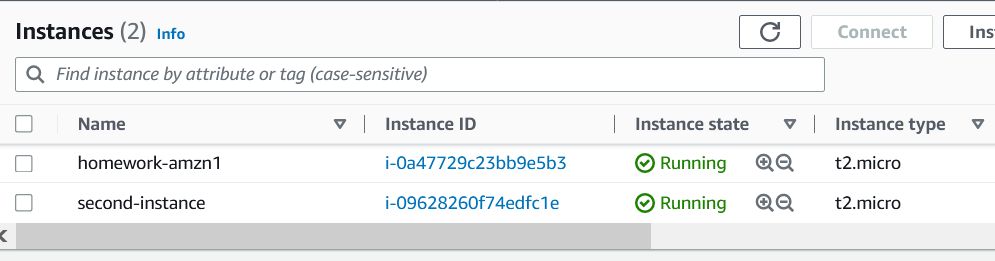 Instances (2) Info
Connect
Ins
Find instance by attribute or tag (case-sensitive)
Name Instance ID Instance state Instance type
homework-amzn1 i-0a47729c23bb9e5b3 Running t2.micro
second-instance i-09628260f74edfc1e Running t2.micro